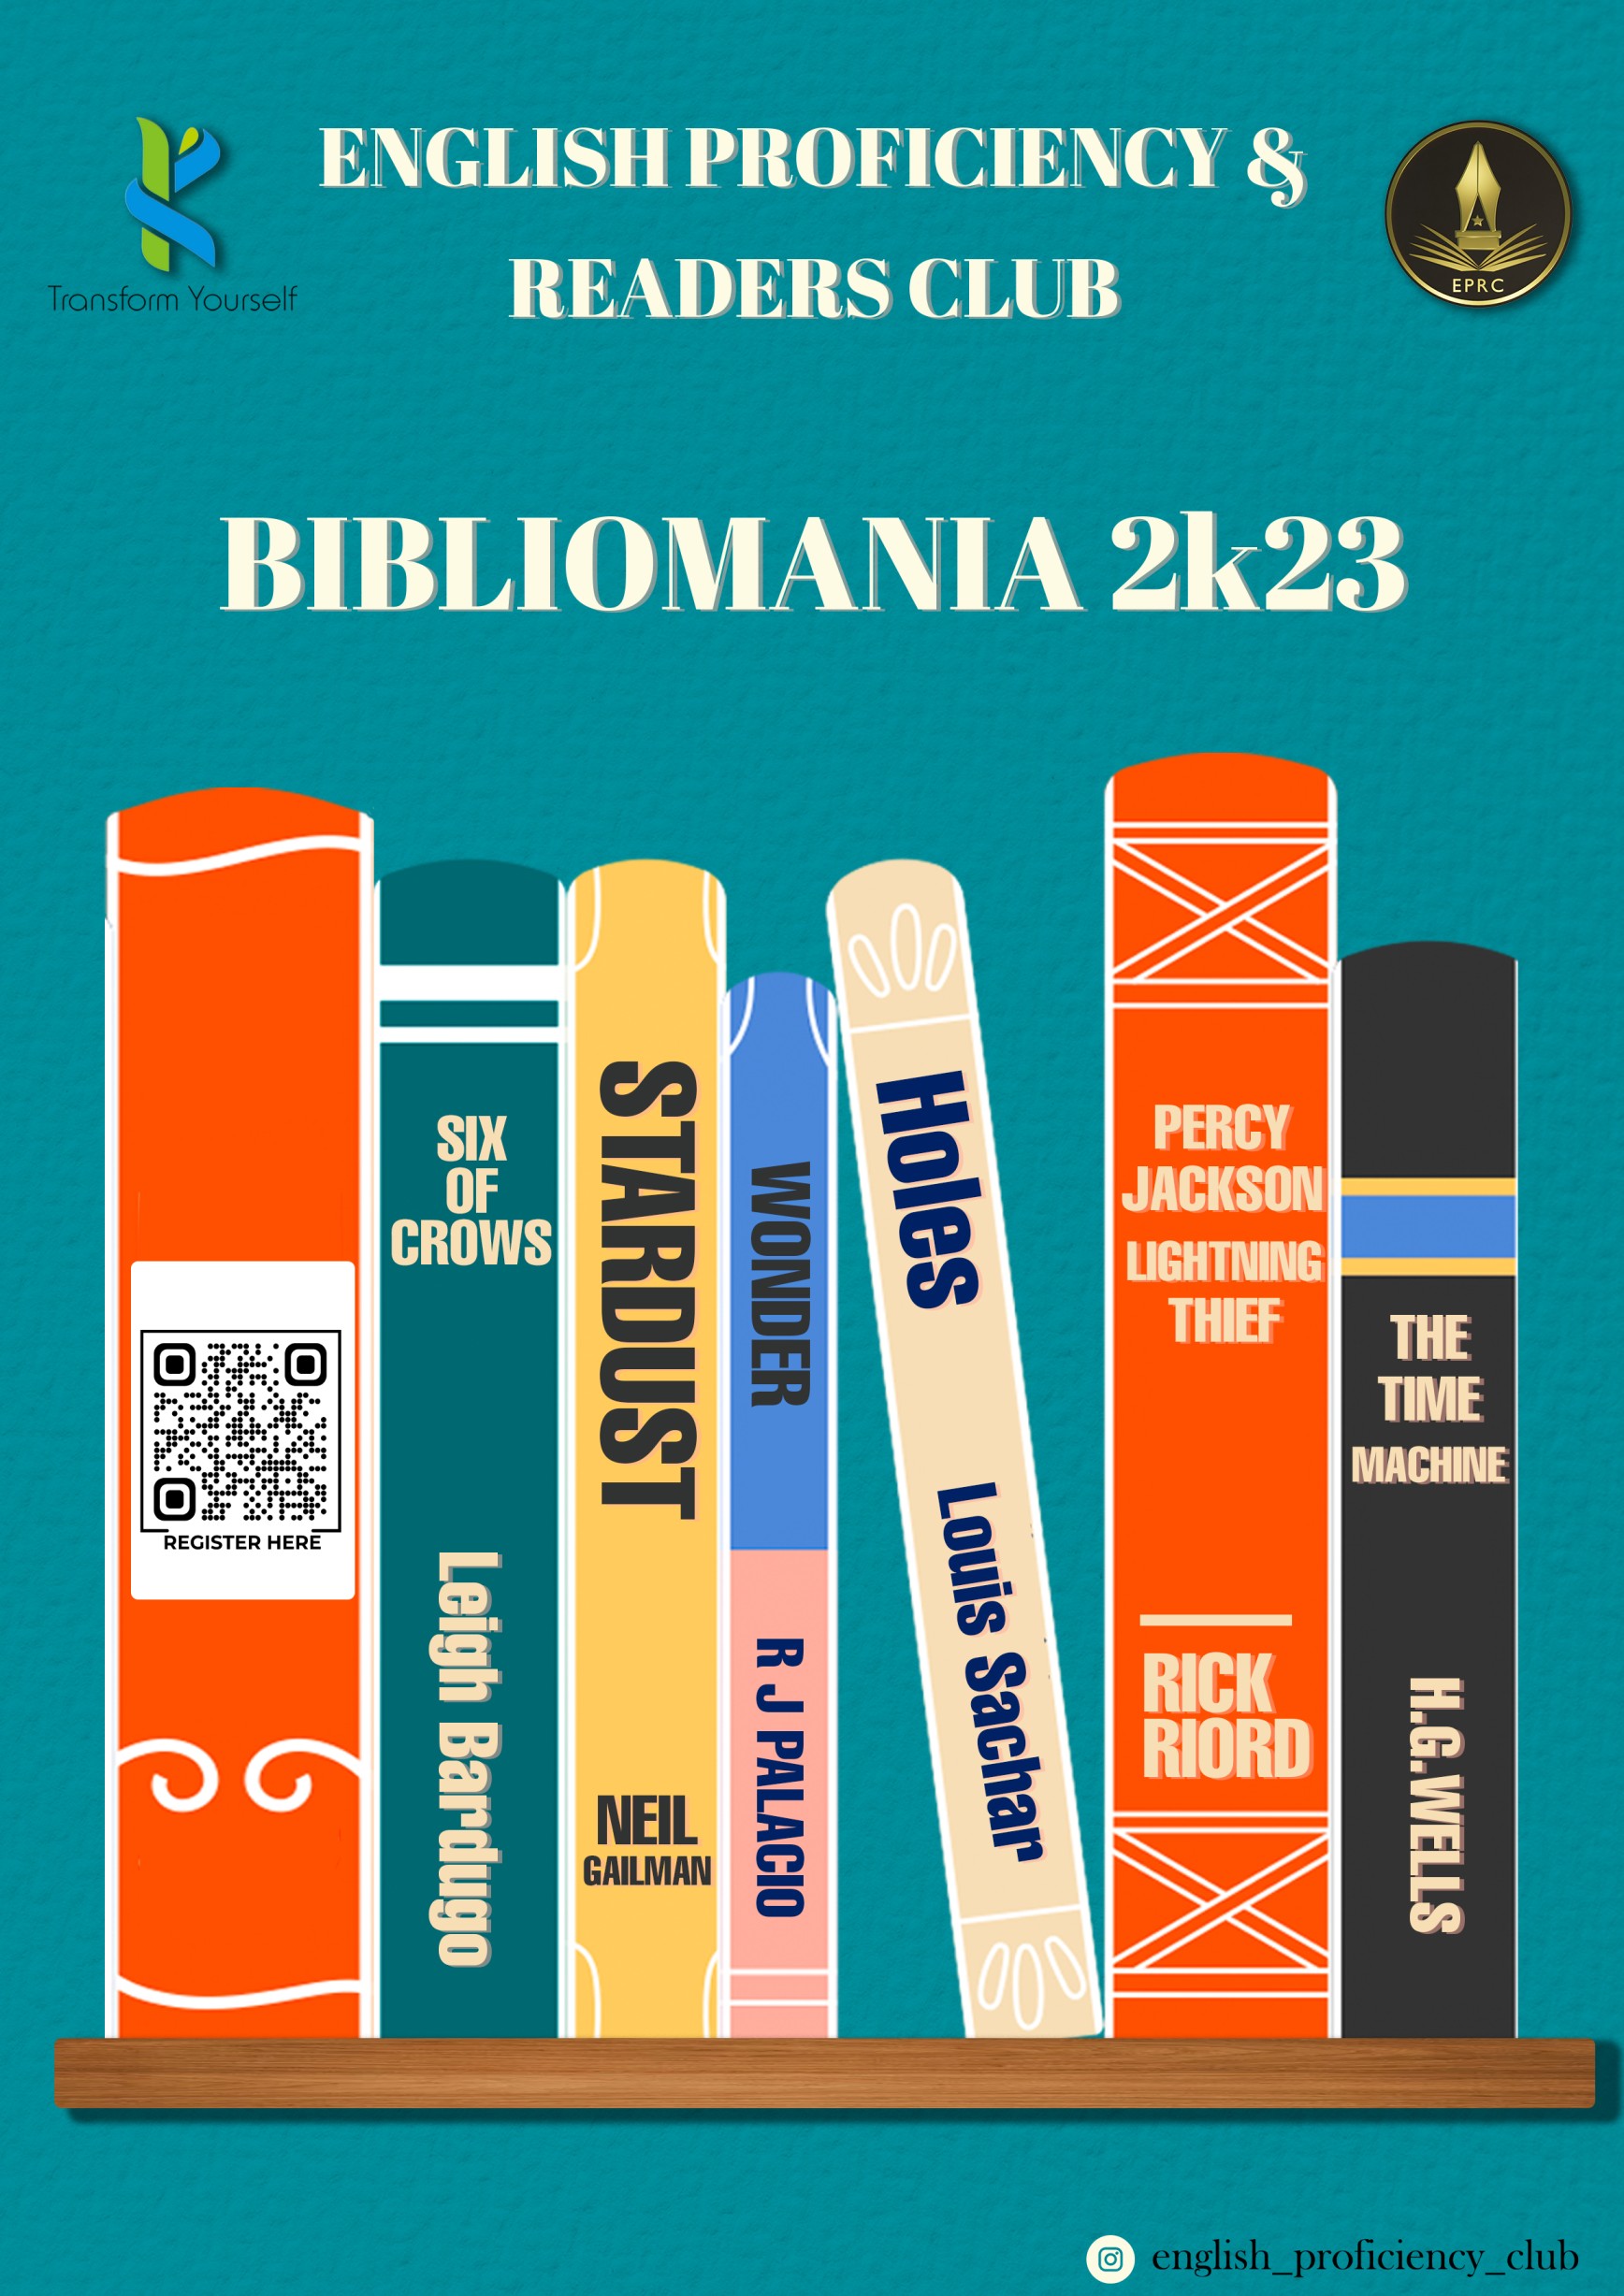 ENGLISH PROFICIENCY &
READERS CLUB
Transform Yourself
EPRC
BIBLIOMANIA 2k23
REGISTER HERE
SIX
OF
CROWS
Leigh Bardugo
STARDUST
NEIL
GAILMAN
WONDER
R J PALACIO
Holes
Louis Sachar
PERCY
JACKSON
LIGHTNING
THIEF
RICK
RIORD
THE
TIME
MACHINE
H.G.WELLS
english_proficiency_club